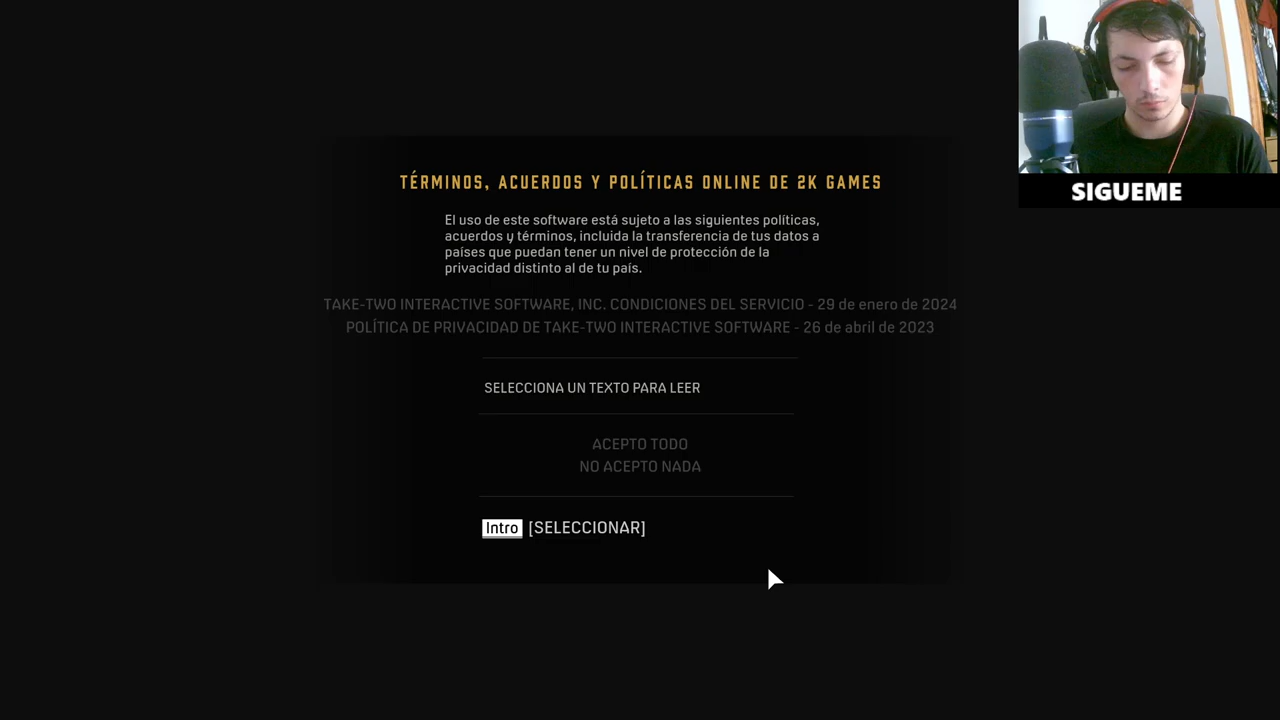 TÉRMINOS, ACUERDOS Y POLÍTICAS ONLINE DE 2K GAMES
El uso de este software está sujeto a las siguientes políticas,
acuerdos y términos, incluida la transferencia de tus datos a
países que puedan tener un nivel de protección de la
privacidad distinto al de tu país.
TAKE-TWO INTERACTIVE SOFTWARE, INC. CONDICIONES DEL SERVICIO - 29 de enero de 2024
POLÍTICA DE PRIVACIDAD DE TAKE-TWO INTERACTIVE SOFTWARE - 26 de abril de 2023
SELECCIONA UN TEXTO PARA LEER
ACEPTO TODO
NO ACEPTO NADA
Intro [SELECCIONAR]
SIGUEME